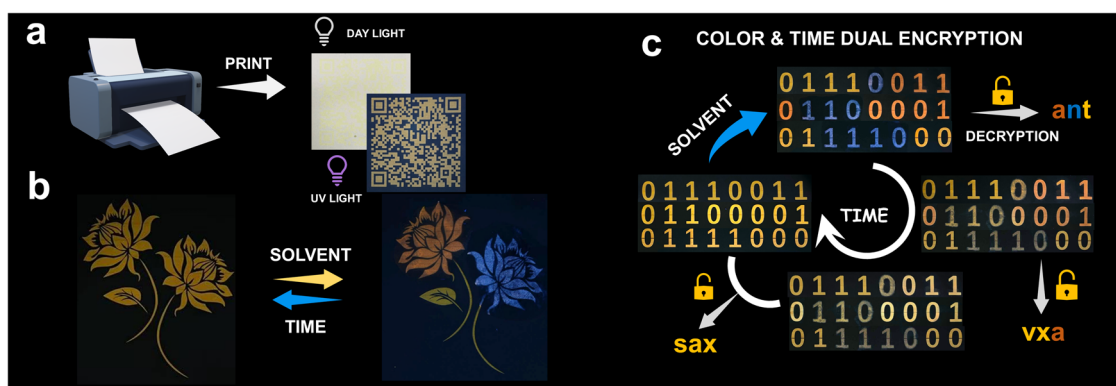 a
DAY LIGHT
PRINT
UV LIGHT
b
SOLVENT
TIME
c
COLOR & TIME DUAL ENCRYPTION
SOLVENT
01110011
01100001
01111000
DECRYPTION
ant
01110011
01100001
01111000
TIME
01110011
01100001
01111000
01110011
01100001
01111000
sax
vxa